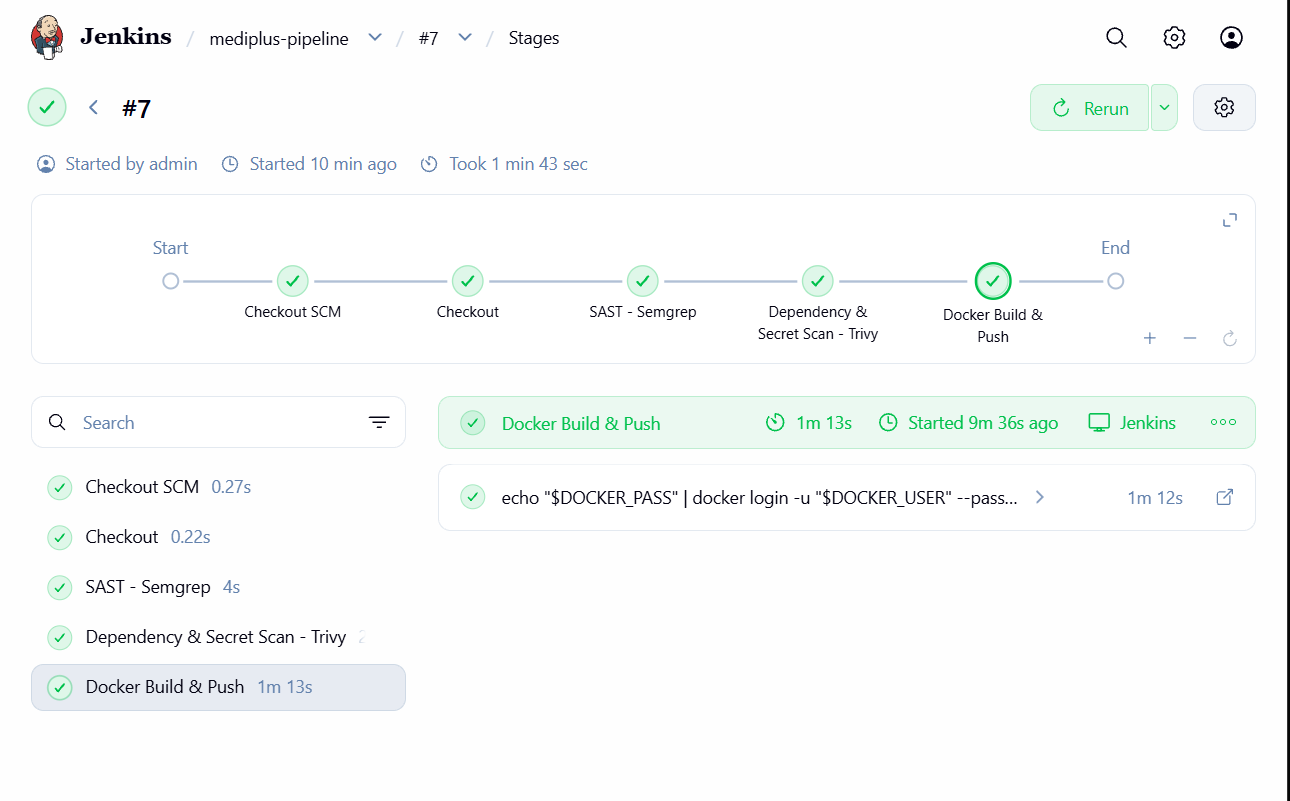 Jenkins / mediplus-pipeline / #7 / Stages
#7
Rerun
Started by admin Started 10 min ago Took 1 min 43 sec
Start
End
Checkout SCM
Checkout
SAST - Semgrep
Dependency &
Secret Scan - Trivy
Docker Build &
Push
Search
Checkout SCM 0.27s
Checkout 0.22s
SAST - Semgrep 4s
Dependency & Secret Scan - Trivy
Docker Build & Push 1m 13s
Docker Build & Push 1m 13s Started 9m 36s ago Jenkins
echo "$DOCKER_PASS" | docker login -u "$DOCKER_USER" --pass... 1m 12s